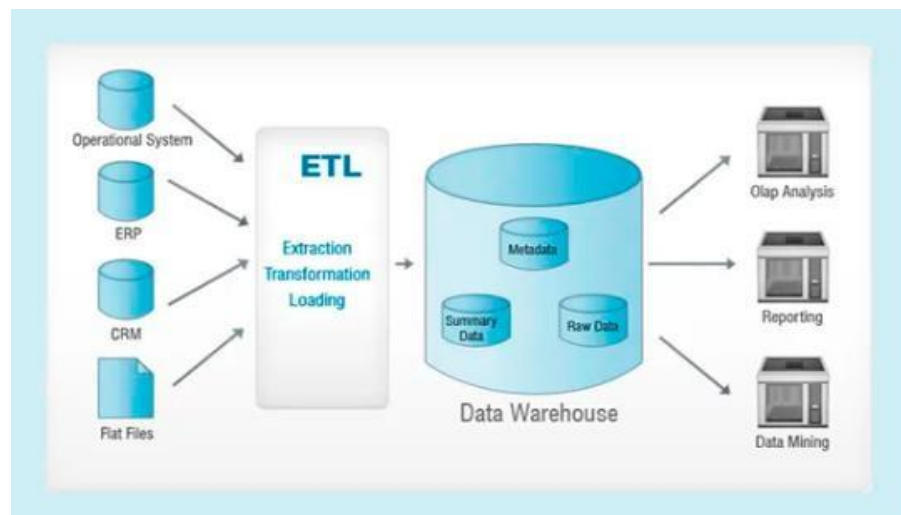 Operational System
ERP
CRM
Flat Files
ETL
Extraction
Transformation
Loading
Metadata
Summary
Data
Raw Data
Data Warehouse
Olap Analysis
Reporting
Data Mining